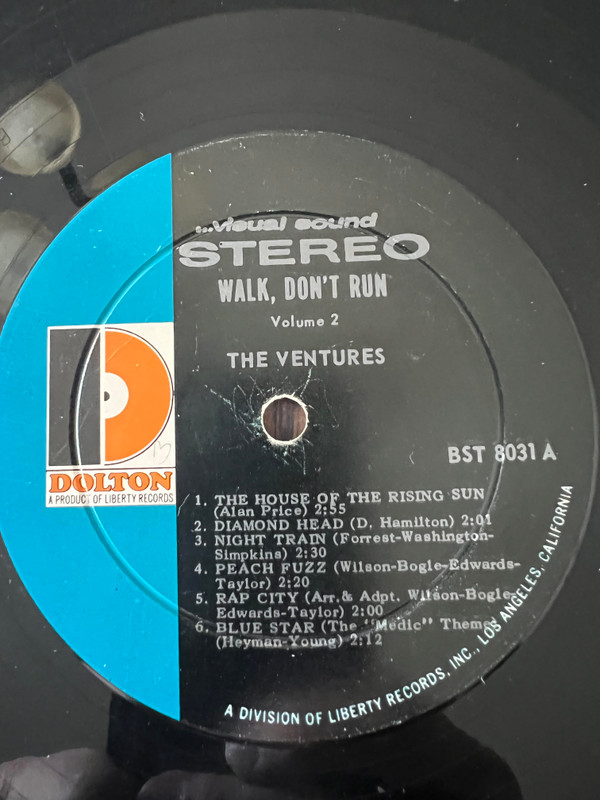 ...visual sound
STEREO
WALK, DON'T RUN
Volume 2
THE VENTURES
BST 8031 A
DOLTON
A PRODUCT OF LIBERTY RECORDS
1. THE HOUSE OF THE RISING SUN
(Alan Price) 2:55
2. DIAMOND HEAD (D. Hamilton) 2:01
3. NIGHT TRAIN (Forrest-Washington-
Simpkins) 2:30
4. PEACH FUZZ (Wilson-Bogle-Edwards-
Taylor) 2:20
5. RAP CITY (Arr. & Adpt. Wilson-Bogle-
Edwards-Taylor) 2:00
6. BLUE STAR (The "Medic" Theme)
(Heyman-Young) 2:12
A DIVISION OF LIBERTY RECORDS, INC., LOS ANGELES, CALIFORNIA